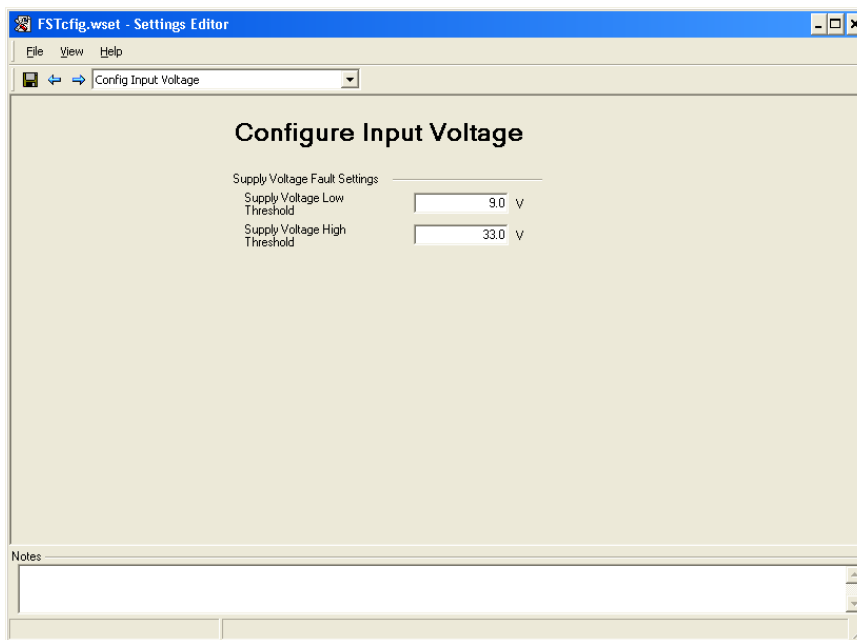 FSTcfig.wset - Settings Editor
File View Help
Config Input Voltage
Configure Input Voltage
Supply Voltage Fault Settings
Supply Voltage Low
Threshold
9.0 V
Supply Voltage High
Threshold
33.0 V
Notes